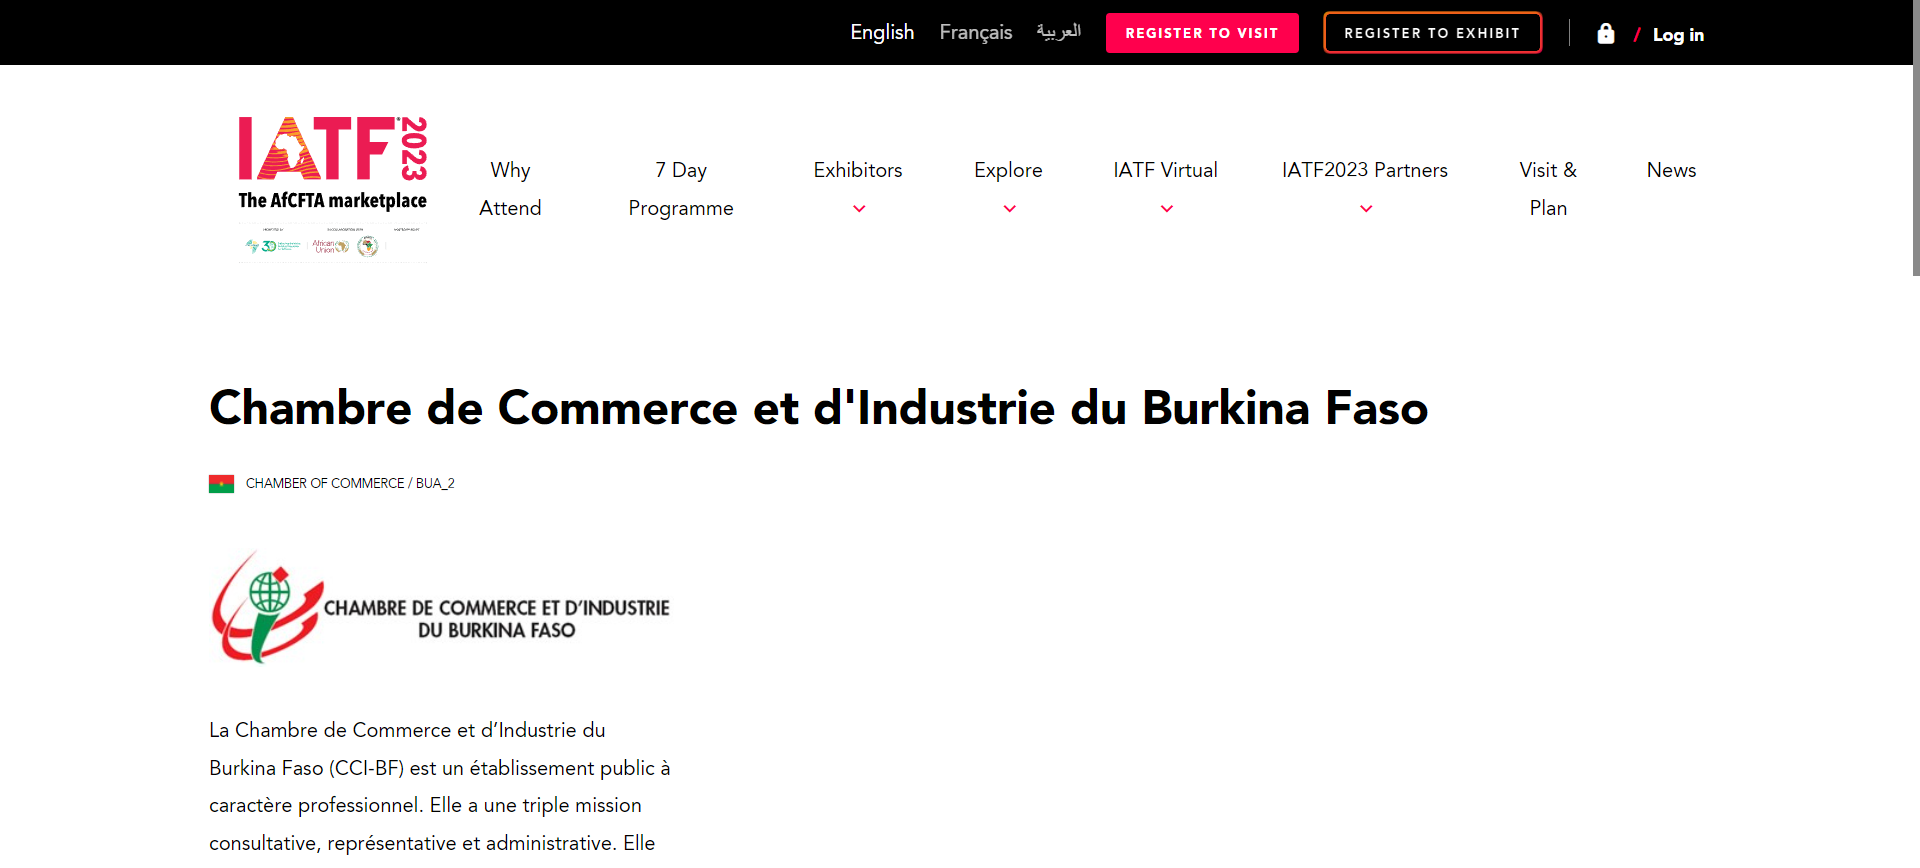 English Français العربية REGISTER TO VISIT REGISTER TO EXHIBIT / Log in
IATF 2023
The AfCFTA marketplace
African
Union
Why
Attend
7 Day
Programme
Exhibitors
Explore
IATF Virtual
IATF2023 Partners
Visit &
Plan
News
Chambre de Commerce et d'Industrie du Burkina Faso
CHAMBER OF COMMERCE / BUA_2
CHAMBRE DE COMMERCE ET D'INDUSTRIE
DU BURKINA FASO
La Chambre de Commerce et d’Industrie du
Burkina Faso (CCI-BF) est un établissement public à
caractère professionnel. Elle a une triple mission
consultative, représentative et administrative. Elle